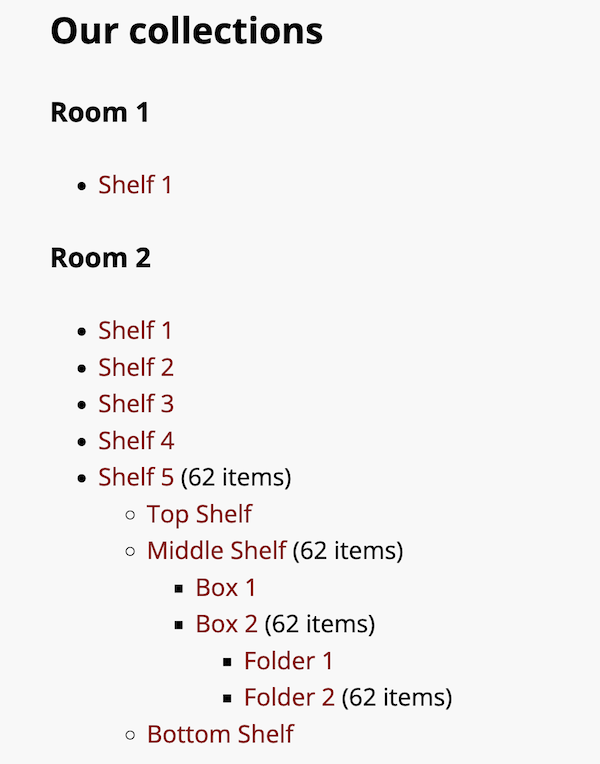 Our collections
Room 1
Shelf 1
Room 2
Shelf 1
Shelf 2
Shelf 3
Shelf 4
Shelf 5 (62 items)
Top Shelf
Middle Shelf (62 items)
Box 1
Box 2 (62 items)
Folder 1
Folder 2 (62 items)
Bottom Shelf